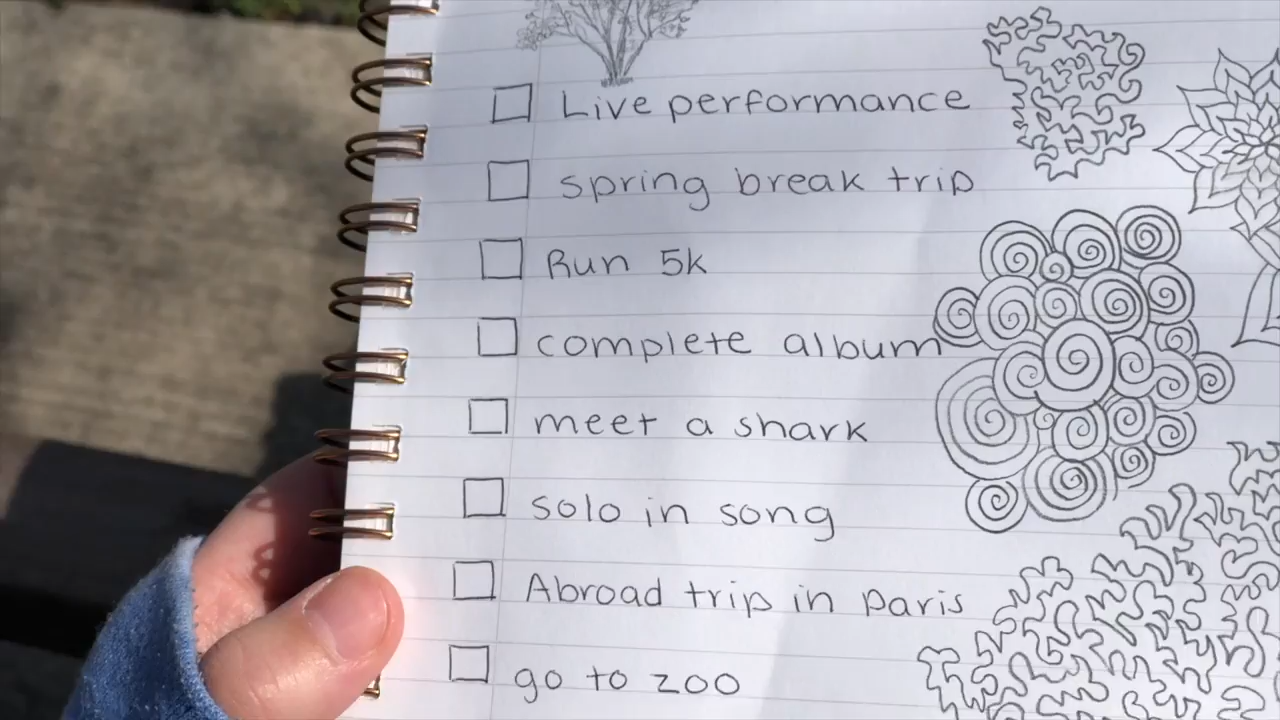 Live performance
spring break trip
Run 5k
complete album
meet a shark
solo in song
Abroad trip in paris
go to zoo